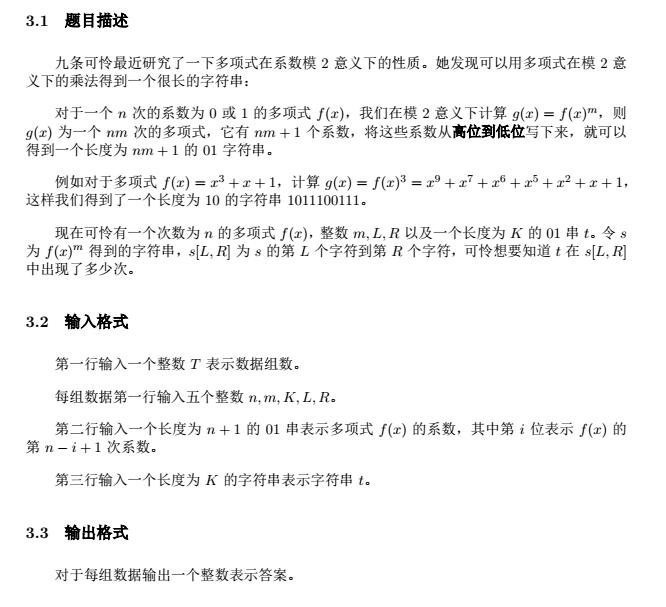 3.1 题目描述
九条可怜最近研究了一下多项式在系数模 2 意义下的性质。她发现可以用多项式在模 2 意
义下的乘法得到一个很长的字符串：
对于一个 n 次的系数为 0 或 1 的多项式 f(x)，我们在模 2 意义下计算 g(x) = f(x)^m，则
g(x) 为一个 nm 次的多项式，它有 nm + 1 个系数，将这些系数从高位到低位写下来，就可以
得到一个长度为 nm + 1 的 01 字符串。
例如对于多项式 f(x) = x³ + x + 1，计算 g(x) = f(x)³ = x⁹ + x⁷ + x⁶ + x⁵ + x² + x + 1，
这样我们得到了一个长度为 10 的字符串 1011100111。
现在可怜有一个次数为 n 的多项式 f(x)，整数 m, L, R 以及一个长度为 K 的 01 串 t。令 s
为 f(x)^m 得到的字符串，s[L, R] 为 s 的第 L 个字符到第 R 个字符，可怜想要知道 t 在 s[L, R]
中出现了多少次。
3.2 输入格式
第一行输入一个整数 T 表示数据组数。
每组数据第一行输入五个整数 n, m, K, L, R。
第二行输入一个长度为 n + 1 的 01 串表示多项式 f(x) 的系数，其中第 i 位表示 f(x) 的
第 n − i + 1 次系数。
第三行输入一个长度为 K 的字符串表示字符串 t。
3.3 输出格式
对于每组数据输出一个整数表示答案。